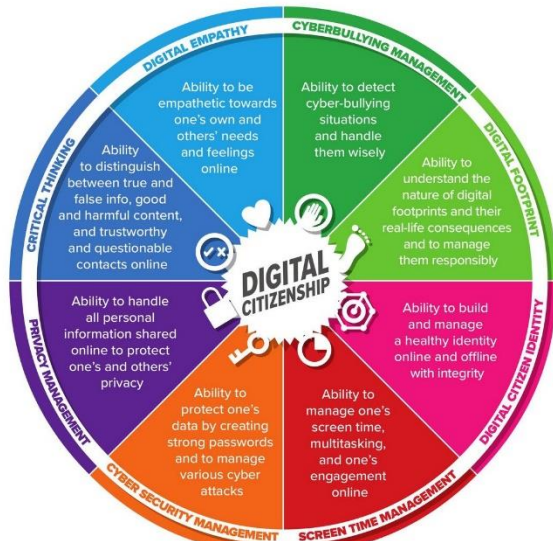 DIGITAL EMPATHY
Ability to be
empathetic towards
one's own and
others' needs
and feelings
online
CYBERBULLYING MANAGEMENT
Ability to detect
cyber-bullying
situations
and handle
them wisely
DIGITAL FOOTPRINT
Ability to
understand the
nature of digital
footprints and their
real-life consequences
and to manage
them responsibly
DIGITAL CITIZEN IDENTITY
Ability to build
and manage
a healthy identity
online and offline
with integrity
SCREEN TIME MANAGEMENT
Ability to
manage one's
screen time,
multitasking,
and one's
engagement
online
CYBER SECURITY MANAGEMENT
Ability to
protect one's
data by creating
strong passwords
and to manage
various cyber
attacks
PRIVACY MANAGEMENT
Ability to handle
all personal
information shared
online to protect
one's and others'
privacy
CRITICAL THINKING
Ability
to distinguish
between true and
false info, good
and harmful content,
and trustworthy
and questionable
contacts online
DIGITAL
CITIZENSHIP